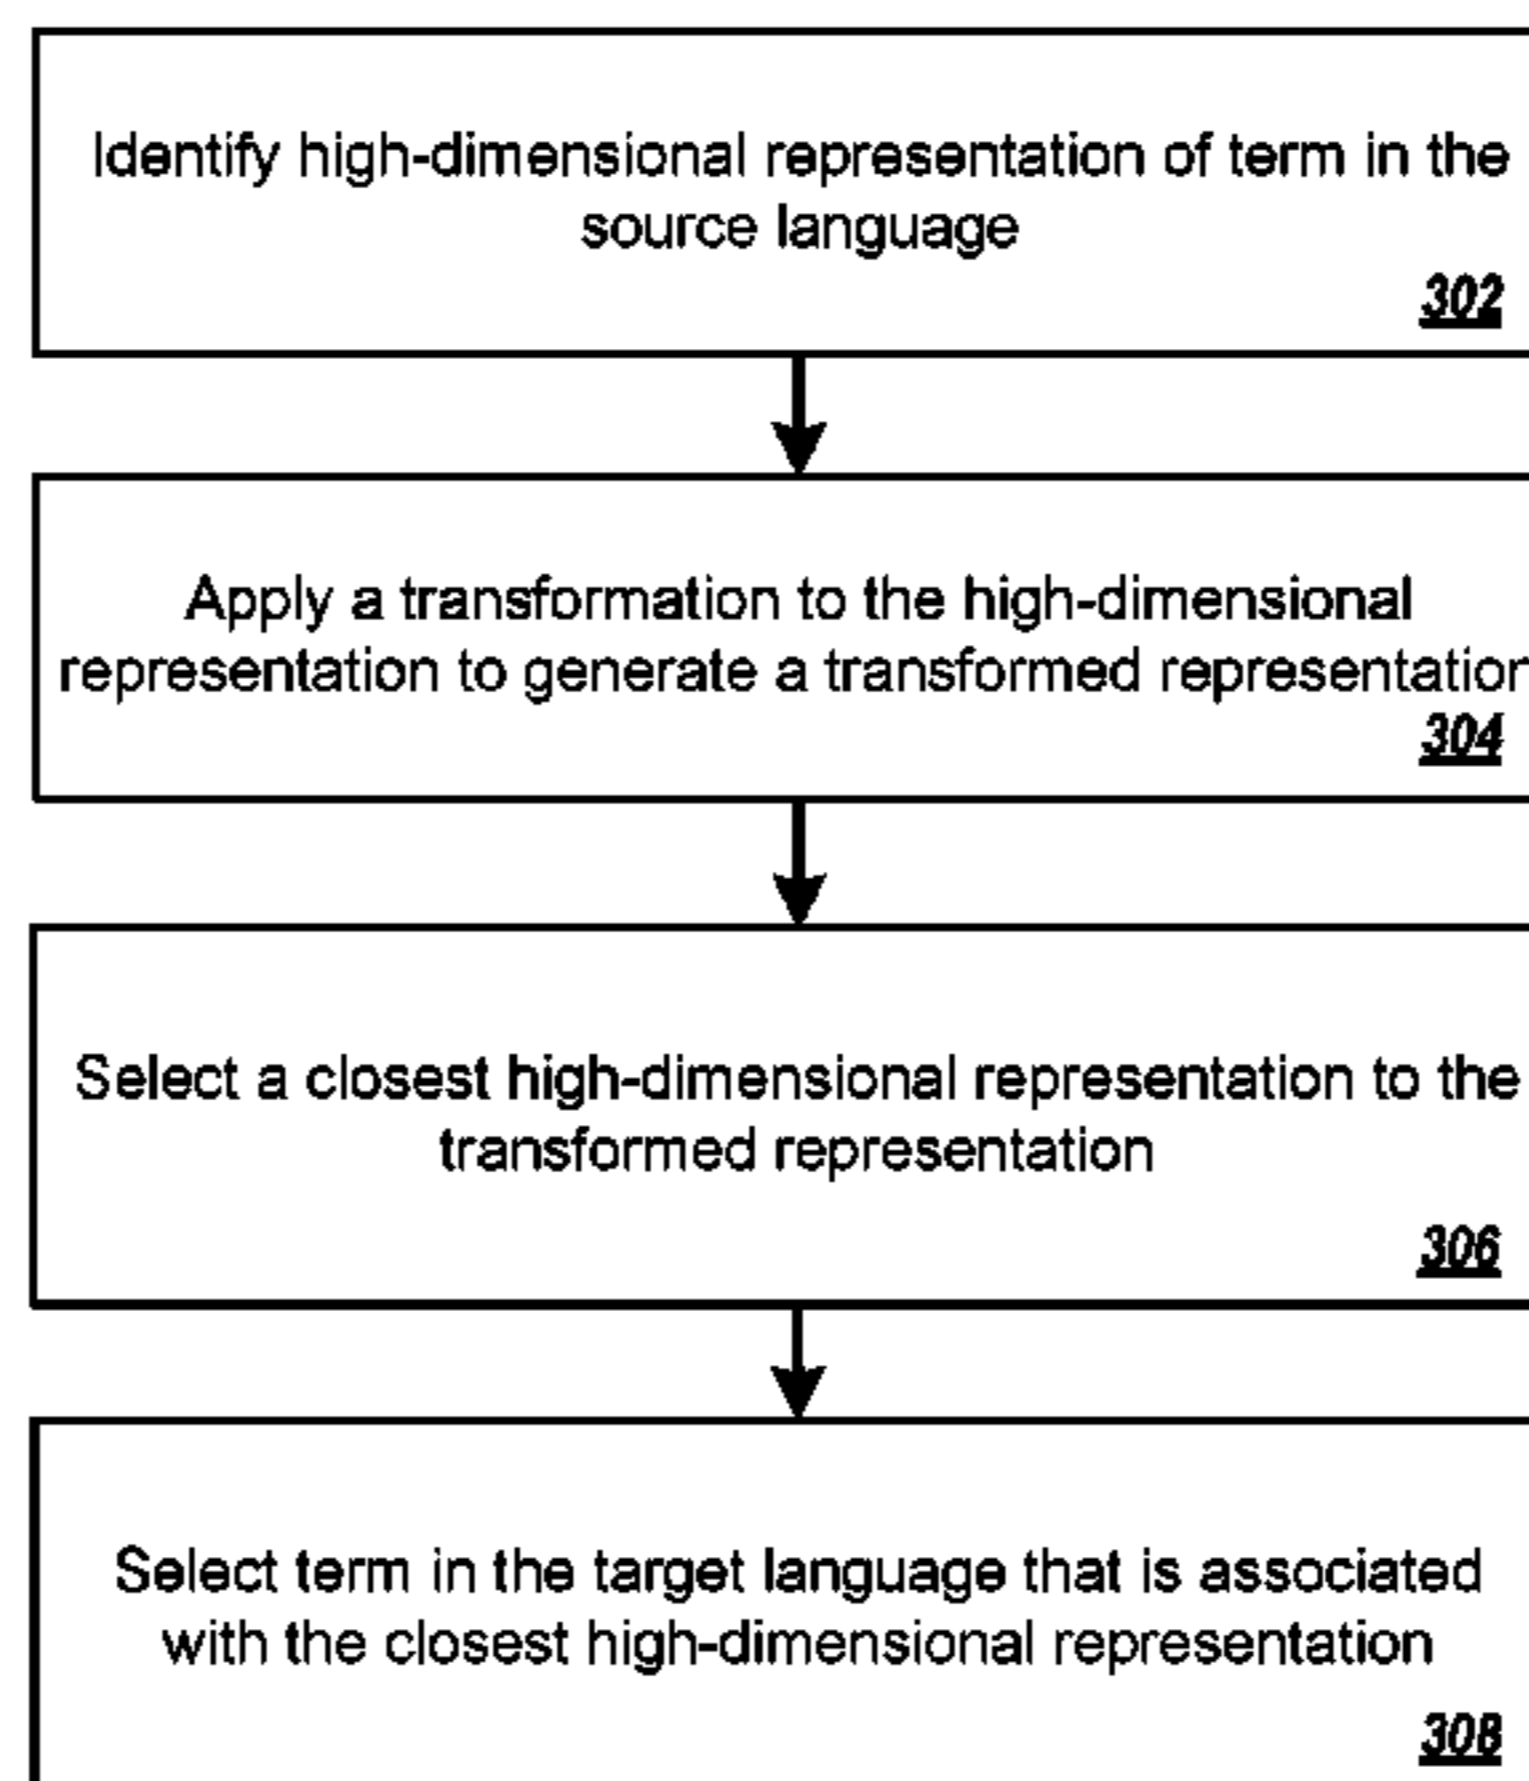 Identify high-dimensional representation of term in the
source language
302
Apply a transformation to the high-dimensional
representation to generate a transformed representation
304
Select a closest high-dimensional representation to the
transformed representation
306
Select term in the target language that is associated
with the closest high-dimensional representation
308